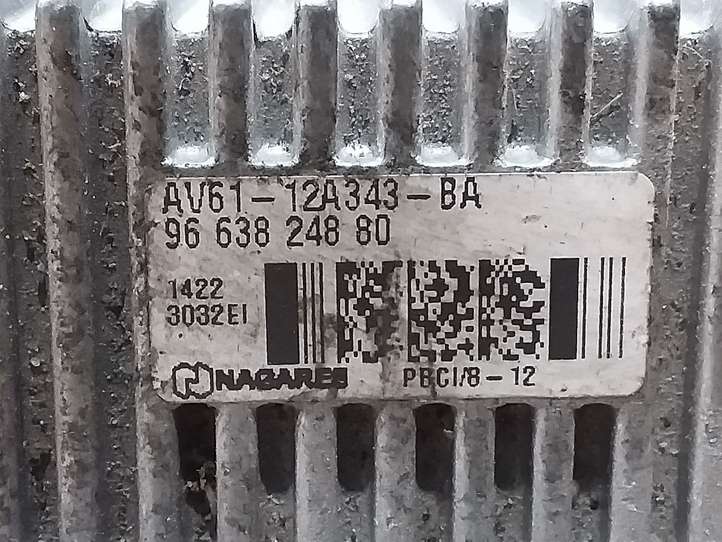 AV61-12A343-BA
96 638 248 80
1422
3032EI
NAGARES PBCI/8-12